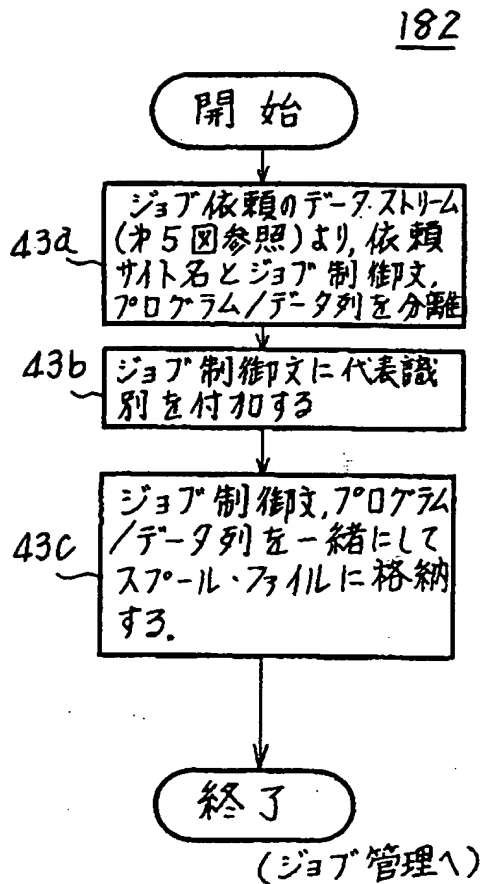 182
開始
43a
ジョブ依頼のデータ・ストリーム
(才5図参照)より,依頼
サイト名とジョブ制御文,
プログラム/データ列を分離
43b
ジョブ制御文に代表識
別を付加する
43c
ジョブ制御文,プログラム
/データ列を一緒にして
スプール・ファイルに格納
する.
終了
(ジョブ管理へ)